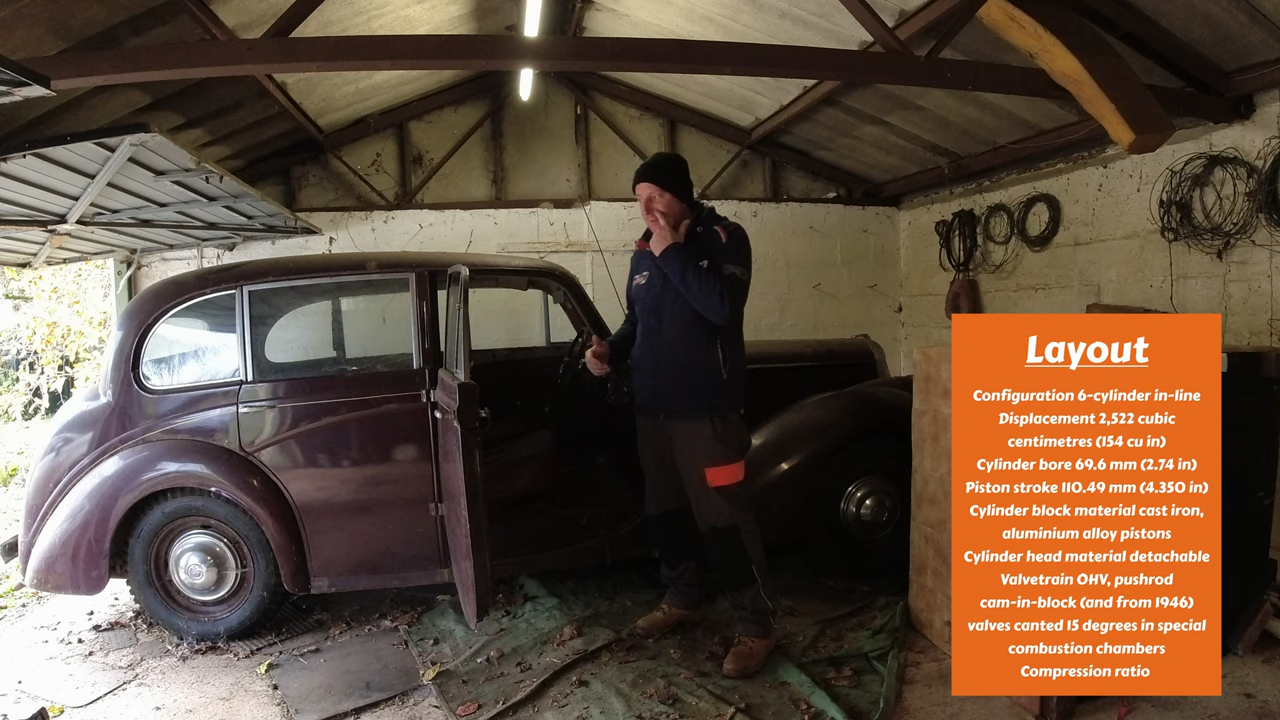 Layout
Configuration 6-cylinder in-line
Displacement 2,522 cubic
centimetres (154 cu in)
Cylinder bore 69.6 mm (2.74 in)
Piston stroke 110.49 mm (4.350 in)
Cylinder block material cast iron,
aluminium alloy pistons
Cylinder head material detachable
Valvetrain OHV, pushrod
cam-in-block (and from 1946)
valves canted 15 degrees in special
combustion chambers
Compression ratio